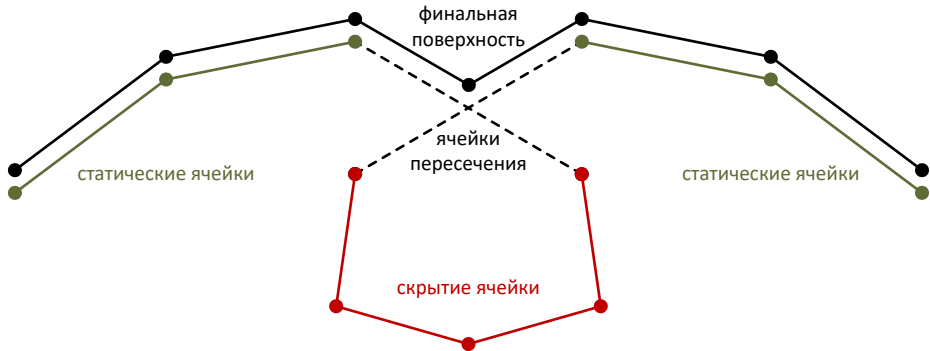 финальная
поверхность
ячейки
пересечения
статические ячейки
статические ячейки
скрытие ячейки